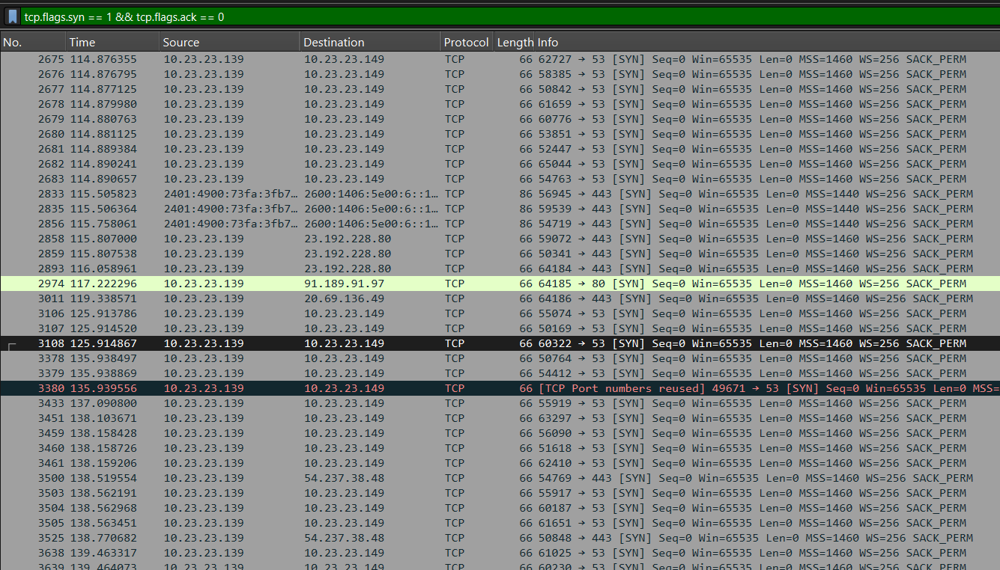 tcp.flags.syn == 1 && tcp.flags.ack == 0
No. Time Source Destination Protocol Length Info
2675 114.876355 10.23.23.139 10.23.23.149 TCP 66 62727 → 53 [SYN] Seq=0 Win=65535 Len=0 MSS=1460 WS=256 SACK_PERM
2676 114.876795 10.23.23.139 10.23.23.149 TCP 66 58385 → 53 [SYN] Seq=0 Win=65535 Len=0 MSS=1460 WS=256 SACK_PERM
2677 114.877125 10.23.23.139 10.23.23.149 TCP 66 50842 → 53 [SYN] Seq=0 Win=65535 Len=0 MSS=1460 WS=256 SACK_PERM
2678 114.879980 10.23.23.139 10.23.23.149 TCP 66 61659 → 53 [SYN] Seq=0 Win=65535 Len=0 MSS=1460 WS=256 SACK_PERM
2679 114.880763 10.23.23.139 10.23.23.149 TCP 66 60776 → 53 [SYN] Seq=0 Win=65535 Len=0 MSS=1460 WS=256 SACK_PERM
2680 114.881125 10.23.23.139 10.23.23.149 TCP 66 53851 → 53 [SYN] Seq=0 Win=65535 Len=0 MSS=1460 WS=256 SACK_PERM
2681 114.889384 10.23.23.139 10.23.23.149 TCP 66 52447 → 53 [SYN] Seq=0 Win=65535 Len=0 MSS=1460 WS=256 SACK_PERM
2682 114.890241 10.23.23.139 10.23.23.149 TCP 66 65044 → 53 [SYN] Seq=0 Win=65535 Len=0 MSS=1460 WS=256 SACK_PERM
2683 114.890657 10.23.23.139 10.23.23.149 TCP 66 54763 → 53 [SYN] Seq=0 Win=65535 Len=0 MSS=1460 WS=256 SACK_PERM
2833 115.505823 2401:4900:73fa:3fb7… 2600:1406:5e00:6::1… TCP 86 56945 → 443 [SYN] Seq=0 Win=65535 Len=0 MSS=1440 WS=256 SACK_PERM
2835 115.506364 2401:4900:73fa:3fb7… 2600:1406:5e00:6::1… TCP 86 59539 → 443 [SYN] Seq=0 Win=65535 Len=0 MSS=1440 WS=256 SACK_PERM
2856 115.758061 2401:4900:73fa:3fb7… 2600:1406:5e00:6::1… TCP 86 54719 → 443 [SYN] Seq=0 Win=65535 Len=0 MSS=1440 WS=256 SACK_PERM
2858 115.807000 10.23.23.139 23.192.228.80 TCP 66 59072 → 443 [SYN] Seq=0 Win=65535 Len=0 MSS=1460 WS=256 SACK_PERM
2859 115.807538 10.23.23.139 23.192.228.80 TCP 66 50341 → 443 [SYN] Seq=0 Win=65535 Len=0 MSS=1460 WS=256 SACK_PERM
2893 116.058961 10.23.23.139 23.192.228.80 TCP 66 64184 → 443 [SYN] Seq=0 Win=65535 Len=0 MSS=1460 WS=256 SACK_PERM
2974 117.222296 10.23.23.139 91.189.91.97 TCP 66 64185 → 80 [SYN] Seq=0 Win=65535 Len=0 MSS=1460 WS=256 SACK_PERM
3011 119.338571 10.23.23.139 20.69.136.49 TCP 66 64186 → 443 [SYN] Seq=0 Win=65535 Len=0 MSS=1460 WS=256 SACK_PERM
3106 125.913786 10.23.23.139 10.23.23.149 TCP 66 55074 → 53 [SYN] Seq=0 Win=65535 Len=0 MSS=1460 WS=256 SACK_PERM
3107 125.914520 10.23.23.139 10.23.23.149 TCP 66 50169 → 53 [SYN] Seq=0 Win=65535 Len=0 MSS=1460 WS=256 SACK_PERM
3108 125.914867 10.23.23.139 10.23.23.149 TCP 66 60322 → 53 [SYN] Seq=0 Win=65535 Len=0 MSS=1460 WS=256 SACK_PERM
3378 135.938497 10.23.23.139 10.23.23.149 TCP 66 50764 → 53 [SYN] Seq=0 Win=65535 Len=0 MSS=1460 WS=256 SACK_PERM
3379 135.938869 10.23.23.139 10.23.23.149 TCP 66 54412 → 53 [SYN] Seq=0 Win=65535 Len=0 MSS=1460 WS=256 SACK_PERM
3380 135.939556 10.23.23.139 10.23.23.149 TCP 66 [TCP Port numbers reused] 49671 → 53 [SYN] Seq=0 Win=65535 Len=0 MSS=
3433 137.090800 10.23.23.139 10.23.23.149 TCP 66 55919 → 53 [SYN] Seq=0 Win=65535 Len=0 MSS=1460 WS=256 SACK_PERM
3451 138.103671 10.23.23.139 10.23.23.149 TCP 66 63297 → 53 [SYN] Seq=0 Win=65535 Len=0 MSS=1460 WS=256 SACK_PERM
3459 138.158428 10.23.23.139 10.23.23.149 TCP 66 56090 → 53 [SYN] Seq=0 Win=65535 Len=0 MSS=1460 WS=256 SACK_PERM
3460 138.158726 10.23.23.139 10.23.23.149 TCP 66 51618 → 53 [SYN] Seq=0 Win=65535 Len=0 MSS=1460 WS=256 SACK_PERM
3461 138.159206 10.23.23.139 10.23.23.149 TCP 66 62410 → 53 [SYN] Seq=0 Win=65535 Len=0 MSS=1460 WS=256 SACK_PERM
3500 138.519554 10.23.23.139 54.237.38.48 TCP 66 54769 → 443 [SYN] Seq=0 Win=65535 Len=0 MSS=1460 WS=256 SACK_PERM
3503 138.562191 10.23.23.139 10.23.23.149 TCP 66 55917 → 53 [SYN] Seq=0 Win=65535 Len=0 MSS=1460 WS=256 SACK_PERM
3504 138.562968 10.23.23.139 10.23.23.149 TCP 66 60187 → 53 [SYN] Seq=0 Win=65535 Len=0 MSS=1460 WS=256 SACK_PERM
3505 138.563451 10.23.23.139 10.23.23.149 TCP 66 61651 → 53 [SYN] Seq=0 Win=65535 Len=0 MSS=1460 WS=256 SACK_PERM
3525 138.770682 10.23.23.139 54.237.38.48 TCP 66 50848 → 443 [SYN] Seq=0 Win=65535 Len=0 MSS=1460 WS=256 SACK_PERM
3638 139.463317 10.23.23.139 10.23.23.149 TCP 66 61025 → 53 [SYN] Seq=0 Win=65535 Len=0 MSS=1460 WS=256 SACK_PERM
3639 139.464073 10.23.23.139 10.23.23.149 TCP 66 60230 → 53 [SYN] Seq=0 Win=65535 Len=0 MSS=1460 WS=256 SACK_PERM